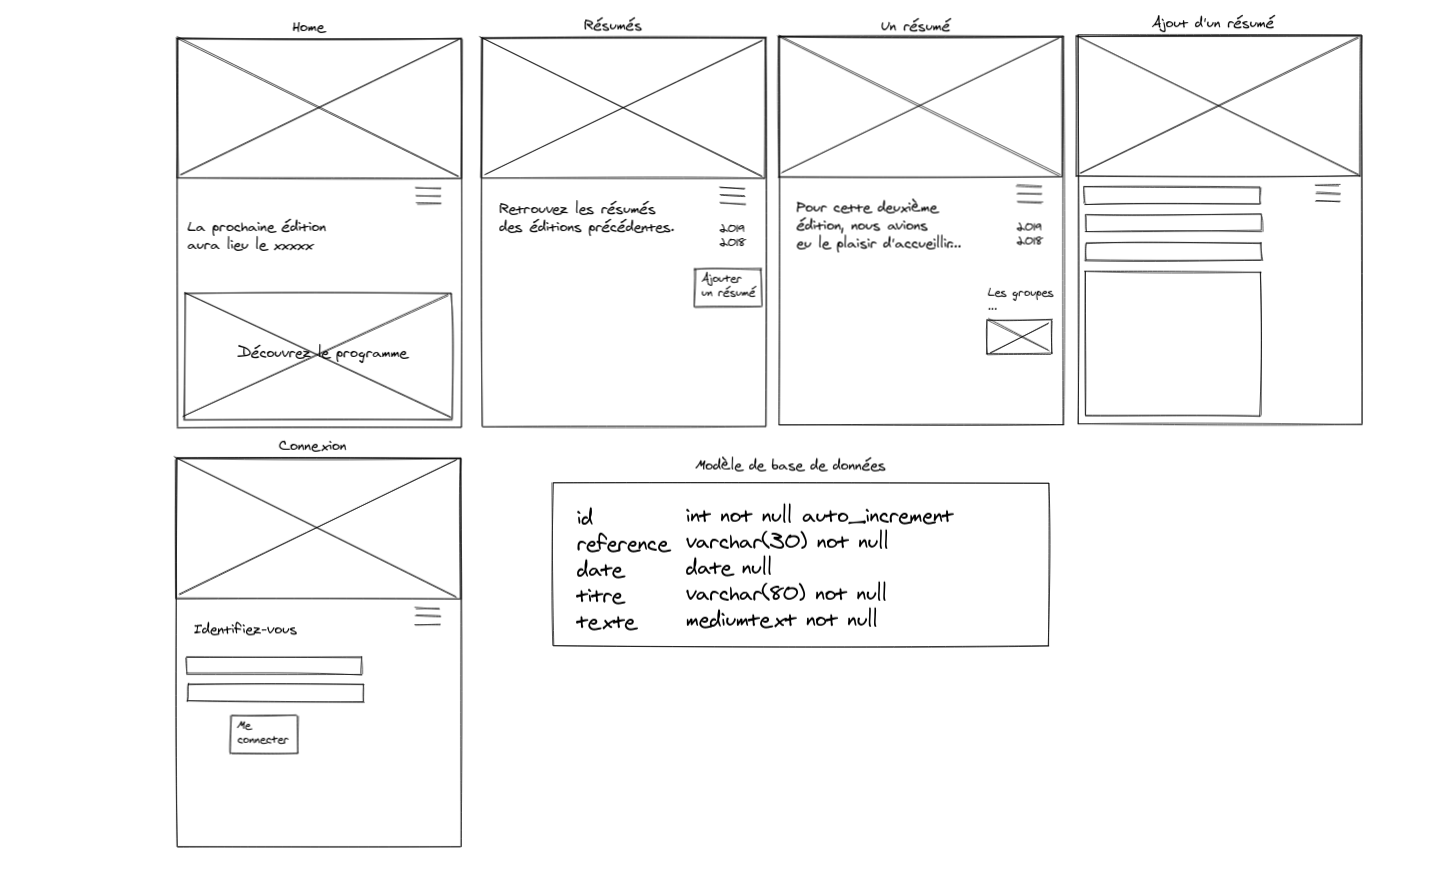 Home
La prochaine édition
aura lieu le xxxxx
Découvrez le programme
Résumés
Retrouvez les résumés
des éditions précédentes.
2019
2018
Ajouter
un résumé
Un résumé
Pour cette deuxième
édition, nous avions
eu le plaisir d'accueillir...
2019
2018
Les groupes
...
Ajout d'un résumé
Connexion
Identifiez-vous
Me
connecter
Modèle de base de données
id int not null auto_increment
reference varchar(30) not null
date date null
titre varchar(80) not null
texte mediumtext not null